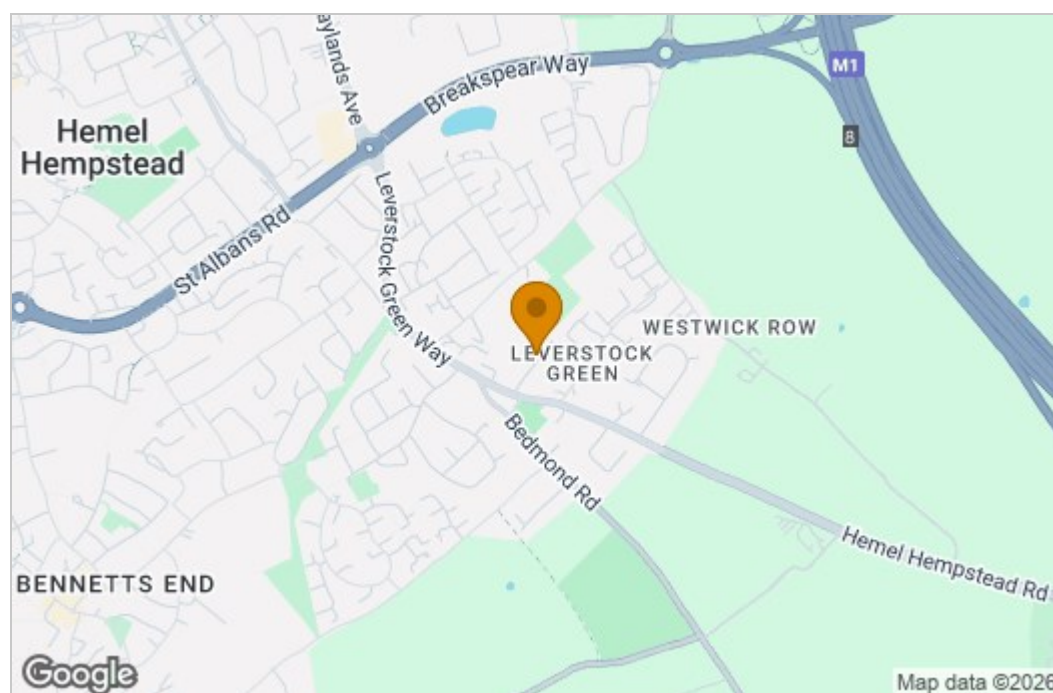 aylands Ave
Breakspear Way
M1
8
Hemel
Hempstead
St Albans Rd
Leverstock Green Way
WESTWICK ROW
LEVERSTOCK
GREEN
Bedmond Rd
Hemel Hempstead Rd
BENNETTS END
Google
Map data ©2026